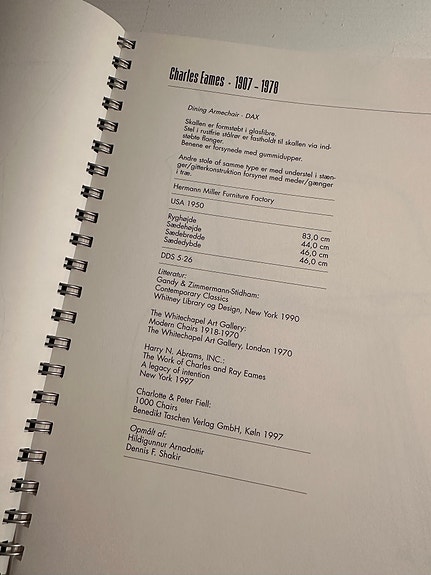 Charles Eames - 1907 - 1978
Dining Armechair - DAX
Skallen er formstøbt i glasfibre.
Stel i rustfrie stålrør er fastholdt til skallen via ind-
støbte flanger.
Benene er forsynede med gummidupper.
Andre stole af samme type er med understel i stæn-
ger/gitterkonstruktion forsynet med meder/gænger
i træ.
Hermann Miller Furniture Factory
USA 1950
Ryghøjde 83,0 cm
Sædehøjde 44,0 cm
Sædebredde 46,0 cm
Sædedybde 46,0 cm
DDS 5-26
Litteratur:
Gandy & Zimmermann-Stidham:
Contemporary Classics
Whitney Library og Design, New York 1990
The Whitechapel Art Gallery:
Modern Chairs 1918-1970
The Whitechapel Art Gallery, London 1970
Harry N. Abrams, INC.:
The Work of Charles and Ray Eames
A legacy of intention
New York 1997
Charlotte & Peter Fiell:
1000 Chairs
Benedikt Taschen Verlag GmbH, Køln 1997
Opmålt af:
Hildigunnur Arnadottir
Dennis F. Shakir